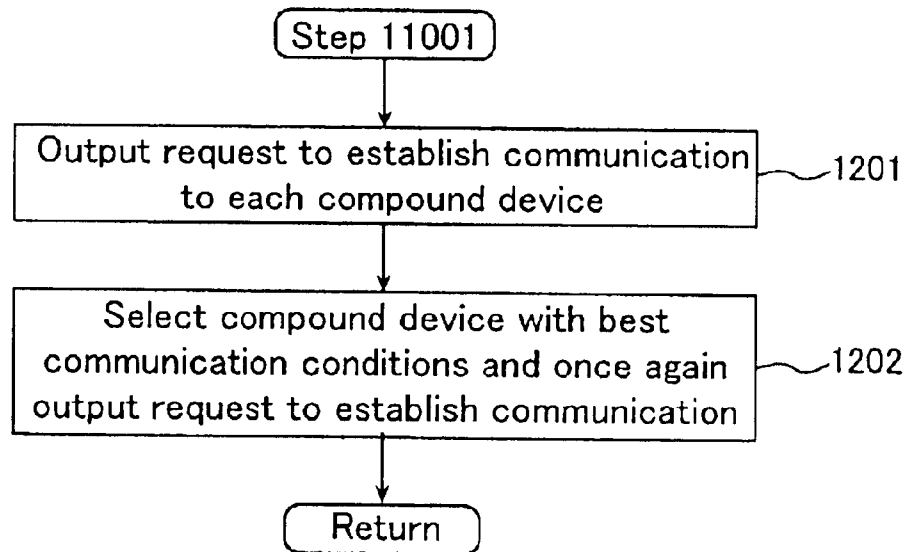 Step 11001
Output request to establish communication
to each compound device
1201
Select compound device with best
communication conditions and once again
output request to establish communication
1202
Return